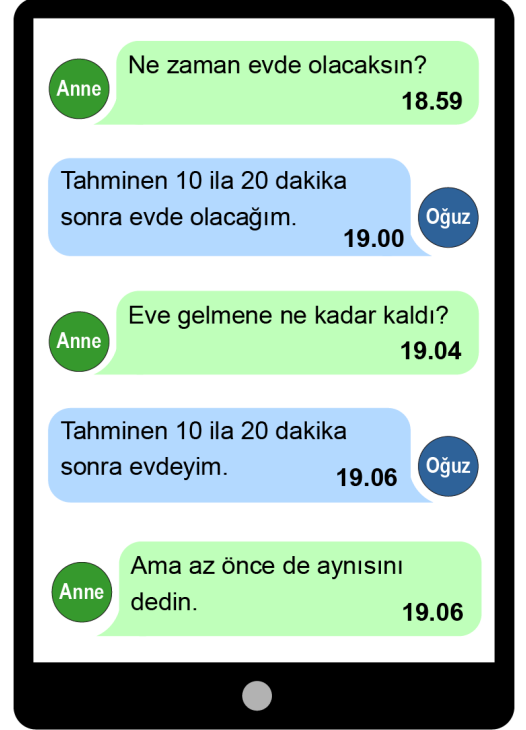 Anne
Ne zaman evde olacaksın?
18.59
Tahminen 10 ila 20 dakika
sonra evde olacağım.
19.00
Oğuz
Anne
Eve gelmene ne kadar kaldı?
19.04
Tahminen 10 ila 20 dakika
sonra evdeyim.
19.06
Oğuz
Anne
Ama az önce de aynısını
dedin.
19.06